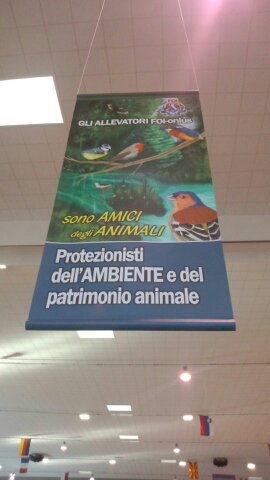 GLI ALLEVATORI FOI-onlus
sono AMICI
degli ANIMALI
Protezionisti
dell'AMBIENTE e del
patrimonio animale